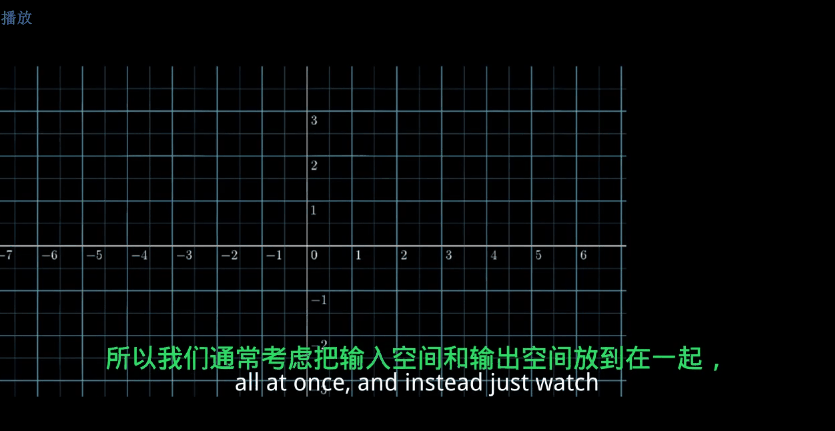 播放
3
2
1
-7 -6 -5 -4 -3 -2 -1 0 1 2 3 4 5 6
-1
-2
所以我们通常考虑把输入空间和输出空间放到在一起，
all at once, and instead just watch